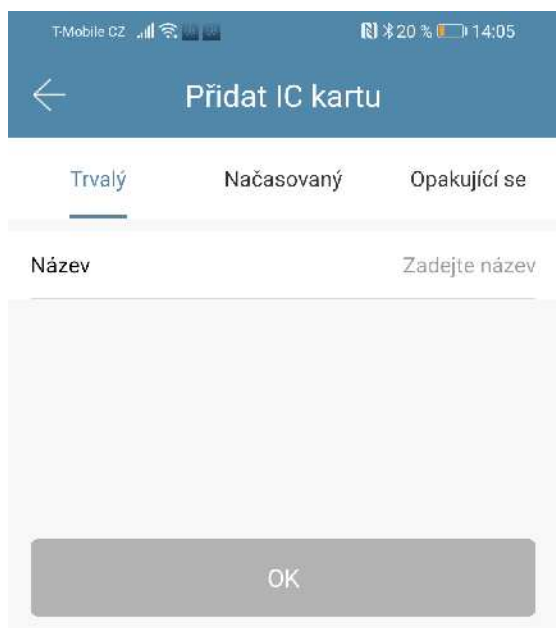 T-Mobile CZ 20 % 14:05
Přidat IC kartu
Trvalý Načasovaný Opakující se
Název Zadejte název
OK